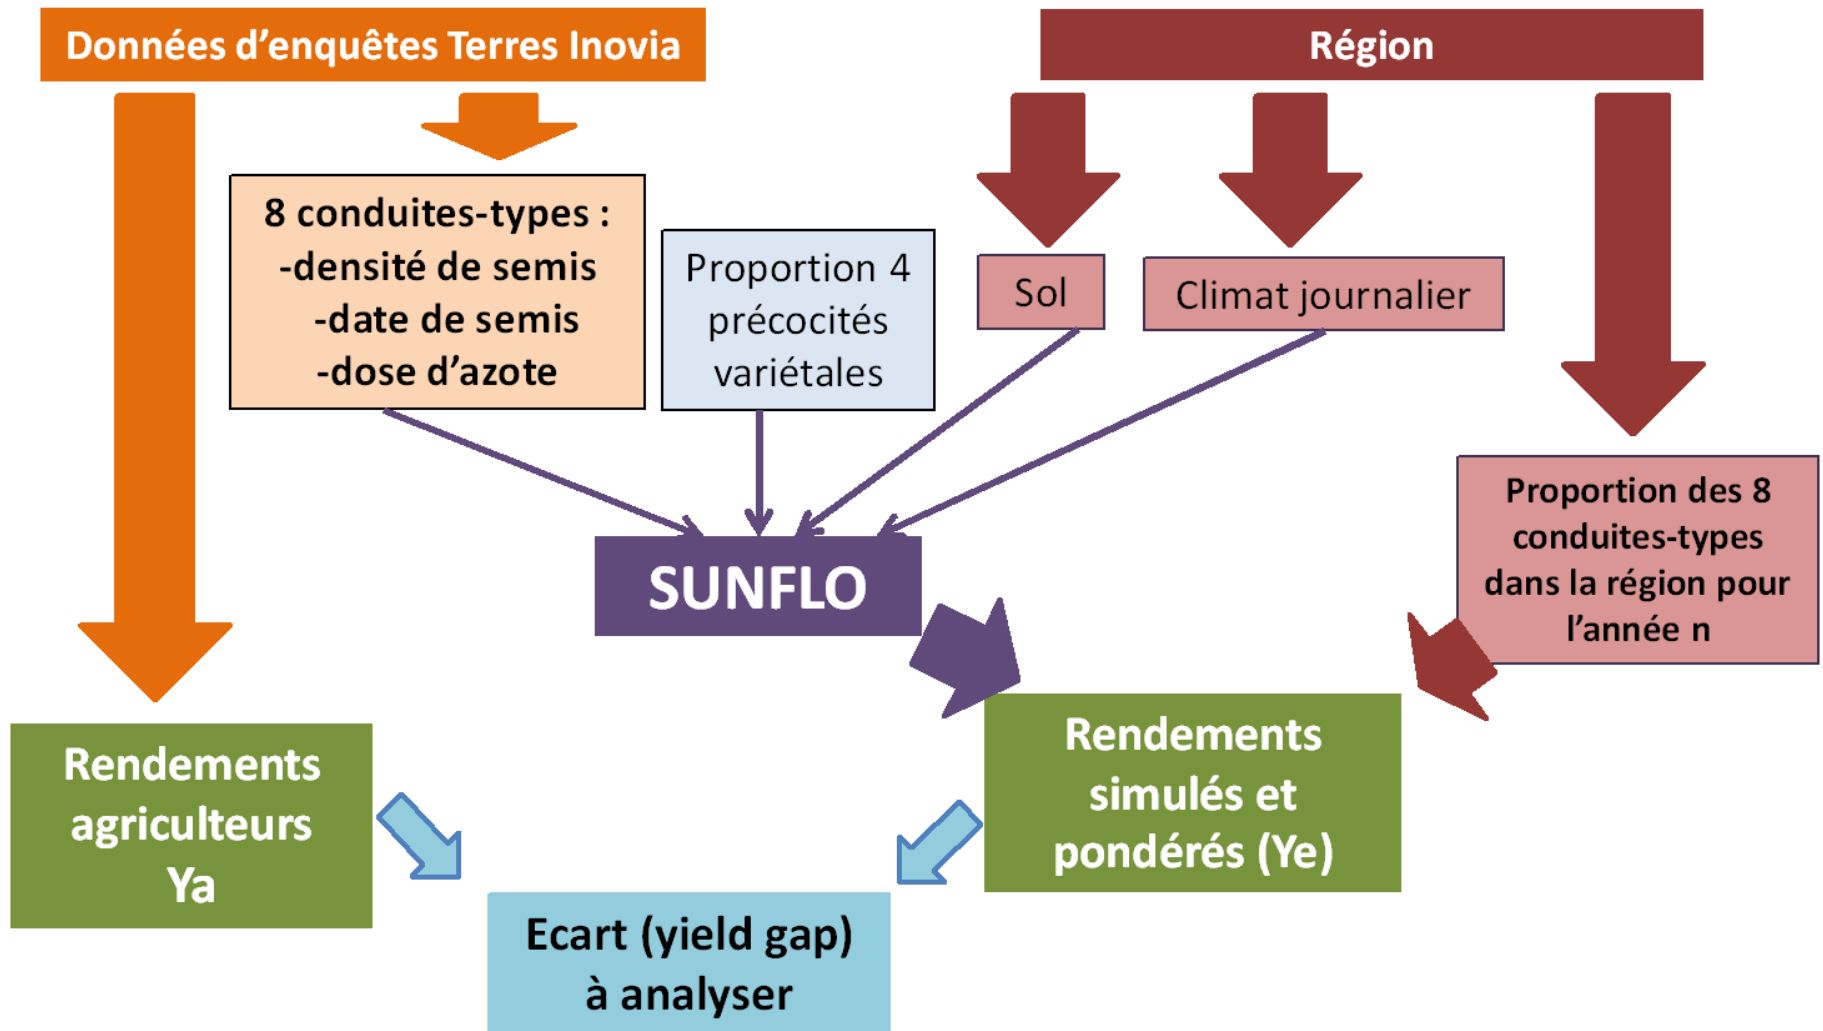 Données d’enquêtes Terres Inovia
Région
8 conduites-types :
-densité de semis
-date de semis
-dose d’azote
Proportion 4
précocités
variétales
Sol
Climat journalier
Proportion des 8
conduites-types
dans la région pour
l’année n
SUNFLO
Rendements
agriculteurs
Ya
Rendements
simulés et
pondérés (Ye)
Ecart (yield gap)
à analyser